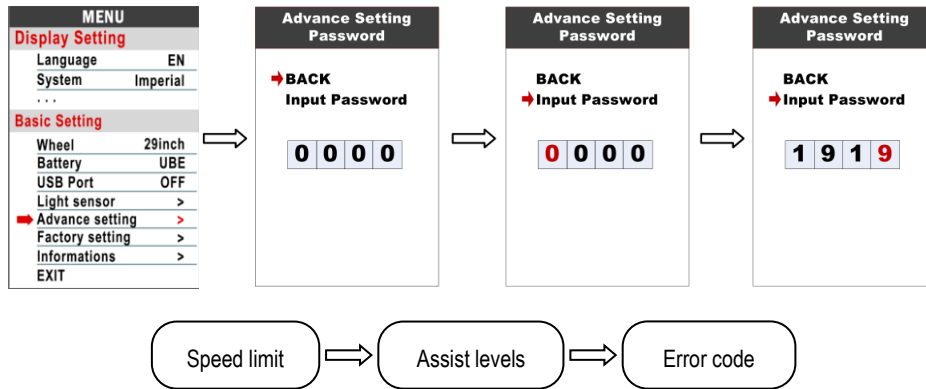 MENU
Display Setting
Language EN
System Imperial
. . .
Basic Setting
Wheel 29inch
Battery UBE
USB Port OFF
Light sensor >
Advance setting >
Factory setting >
Informations >
EXIT
Advance Setting
Password
BACK
Input Password
0 0 0 0
Advance Setting
Password
BACK
Input Password
0 0 0 0
Advance Setting
Password
BACK
Input Password
1 9 1 9
Speed limit
Assist levels
Error code